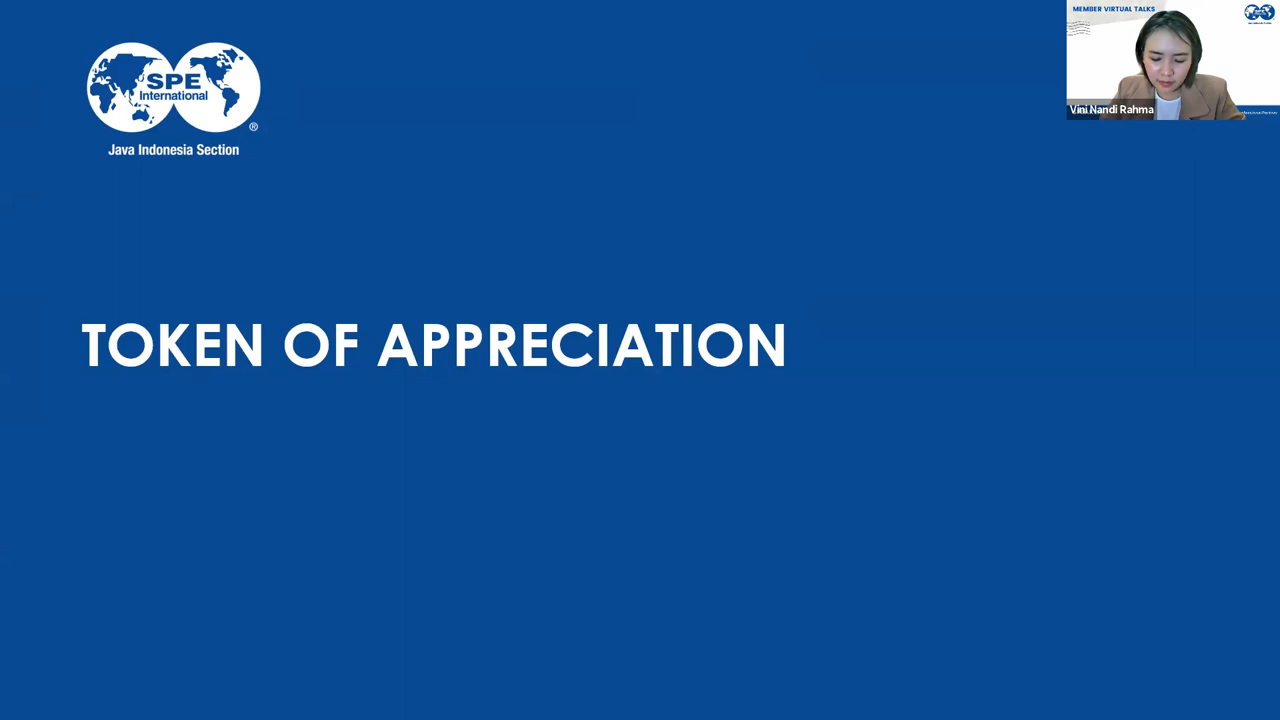 SPE
International
®
Java Indonesia Section
TOKEN OF APPRECIATION
MEMBER VIRTUAL TALKS
Vini Nandi Rahma